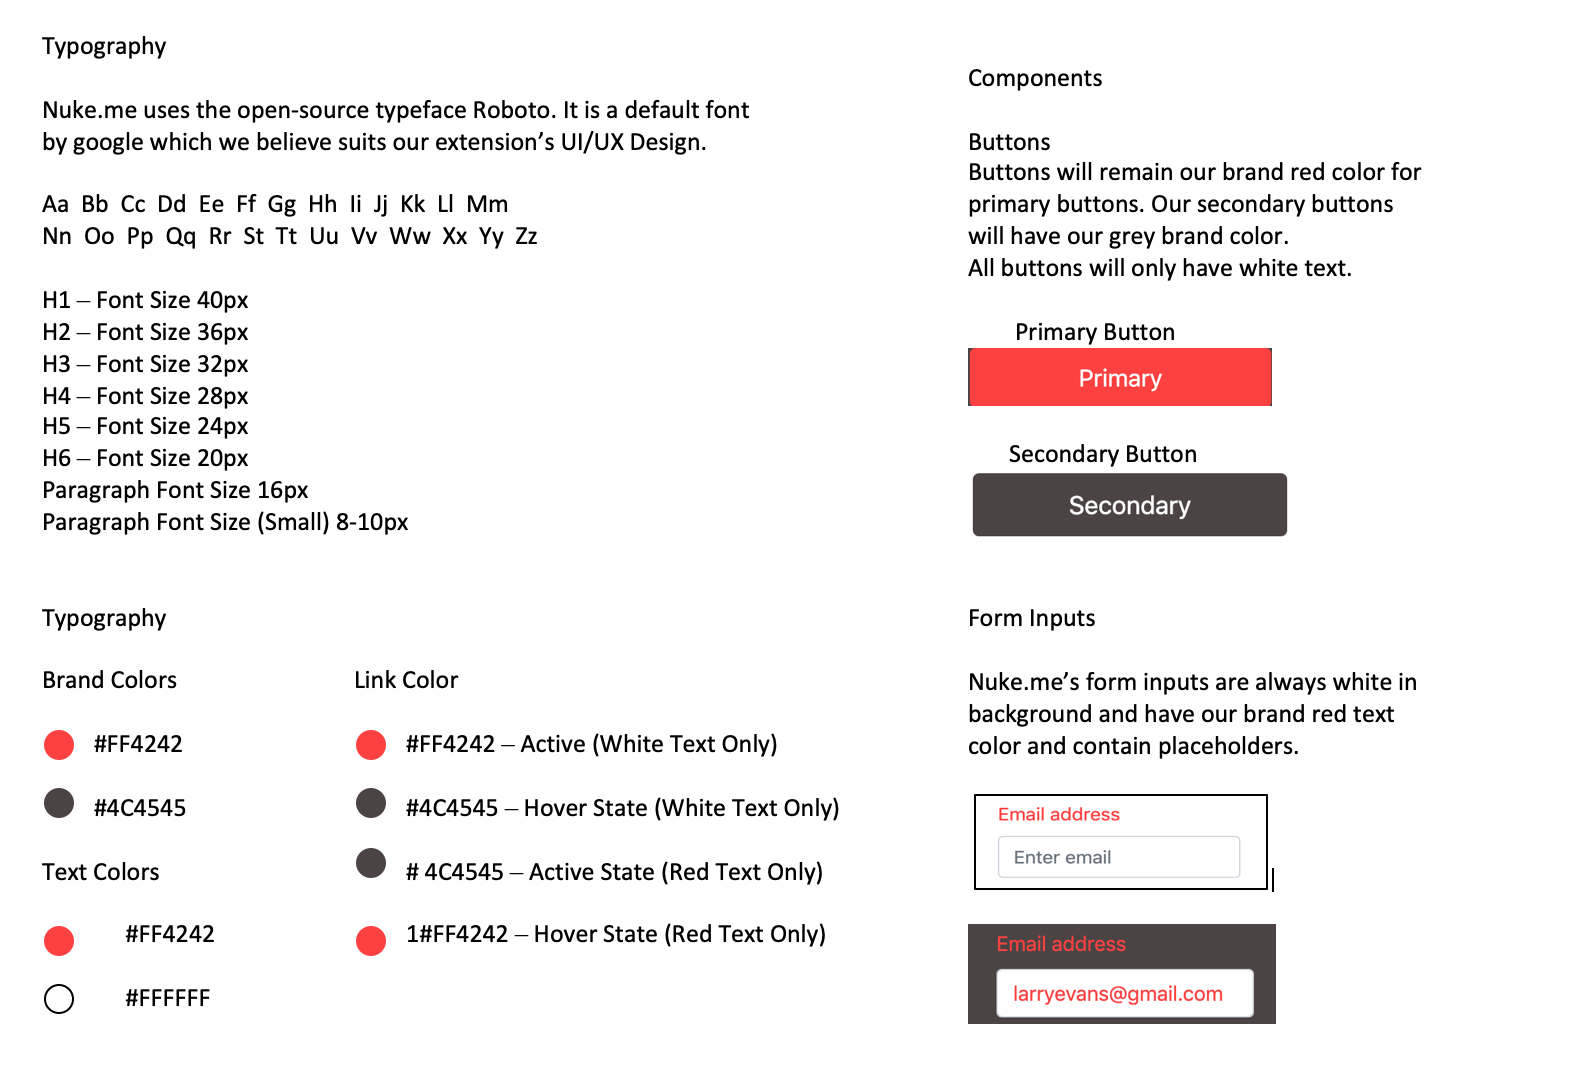 Typography
Nuke.me uses the open-source typeface Roboto. It is a default font
by google which we believe suits our extension’s UI/UX Design.
Aa Bb Cc Dd Ee Ff Gg Hh Ii Jj Kk Ll Mm
Nn Oo Pp Qq Rr St Tt Uu Vv Ww Xx Yy Zz
H1 – Font Size 40px
H2 – Font Size 36px
H3 – Font Size 32px
H4 – Font Size 28px
H5 – Font Size 24px
H6 – Font Size 20px
Paragraph Font Size 16px
Paragraph Font Size (Small) 8-10px
Typography
Brand Colors
#FF4242
#4C4545
Text Colors
#FF4242
#FFFFFF
Link Color
#FF4242 – Active (White Text Only)
#4C4545 – Hover State (White Text Only)
# 4C4545 – Active State (Red Text Only)
1#FF4242 – Hover State (Red Text Only)
Components
Buttons
Buttons will remain our brand red color for
primary buttons. Our secondary buttons
will have our grey brand color.
All buttons will only have white text.
Primary Button
Primary
Secondary Button
Secondary
Form Inputs
Nuke.me’s form inputs are always white in
background and have our brand red text
color and contain placeholders.
Email address
Enter email
Email address
larryevans@gmail.com